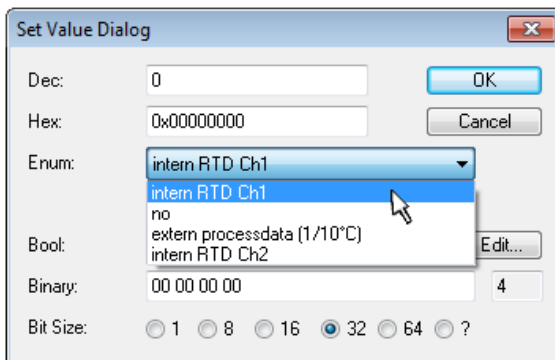 Set Value Dialog
Dec: 0 OK
Hex: 0x00000000 Cancel
Enum: intern RTD Ch1
intern RTD Ch1
no
extern processdata (1/10°C)
intern RTD Ch2
Bool: Edit...
Binary: 00 00 00 00 4
Bit Size: 1 8 16 32 64 ?